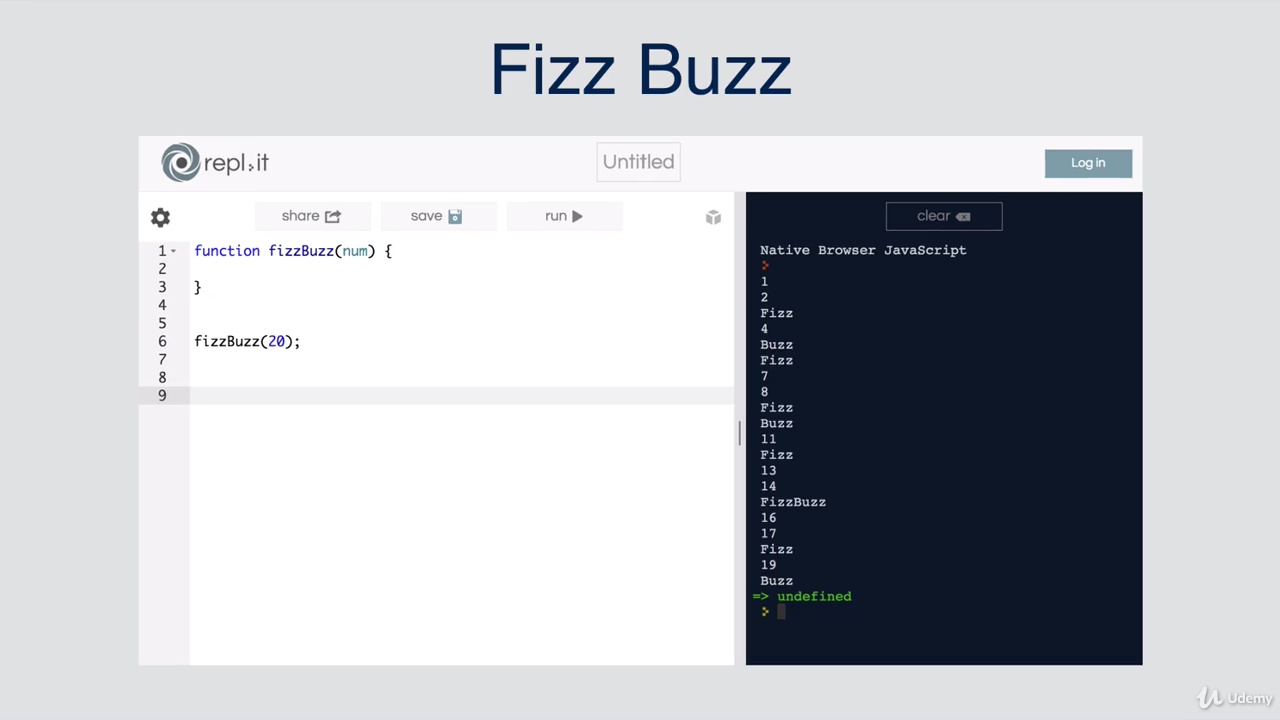 Fizz Buzz
repl.it
Untitled
Log in
share
save
run
clear
1
function fizzBuzz(num) {
2
3
}
4
5
6
fizzBuzz(20);
7
8
9
Native Browser JavaScript
1
2
Fizz
4
Buzz
Fizz
7
8
Fizz
Buzz
11
Fizz
13
14
FizzBuzz
16
17
Fizz
19
Buzz
=> undefined
Udemy